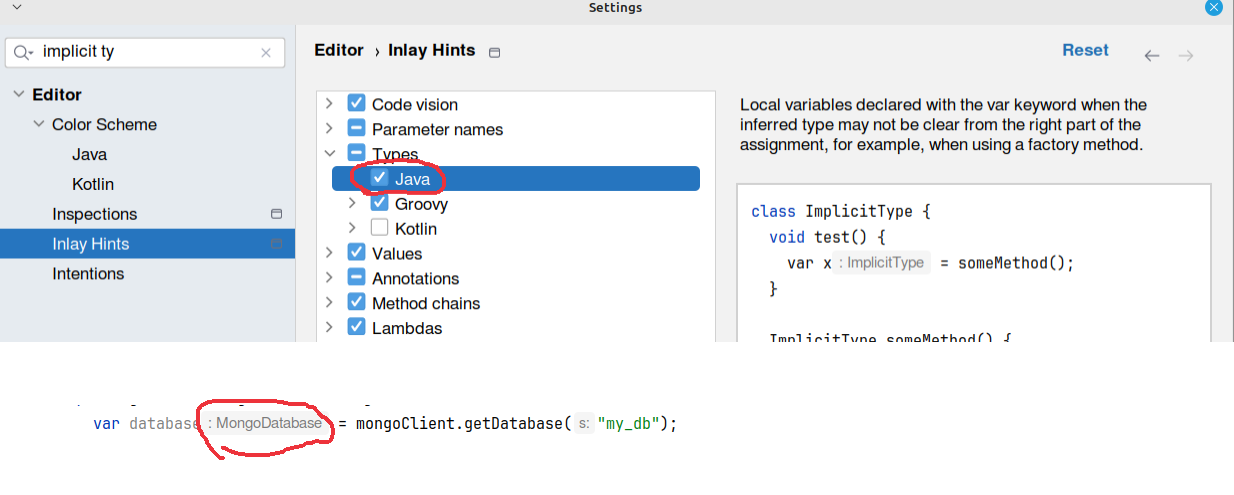 Settings
implicit ty
Editor › Inlay Hints
Reset
Editor
Color Scheme
Java
Kotlin
Inspections
Inlay Hints
Intentions
Code vision
Parameter names
Types
Java
Groovy
Kotlin
Values
Annotations
Method chains
Lambdas
Local variables declared with the var keyword when the
inferred type may not be clear from the right part of the
assignment, for example, when using a factory method.
class ImplicitType {
void test() {
var x : ImplicitType = someMethod();
}
ImplicitType someMethod() {
var database : MongoDatabase = mongoClient.getDatabase( s: "my_db");